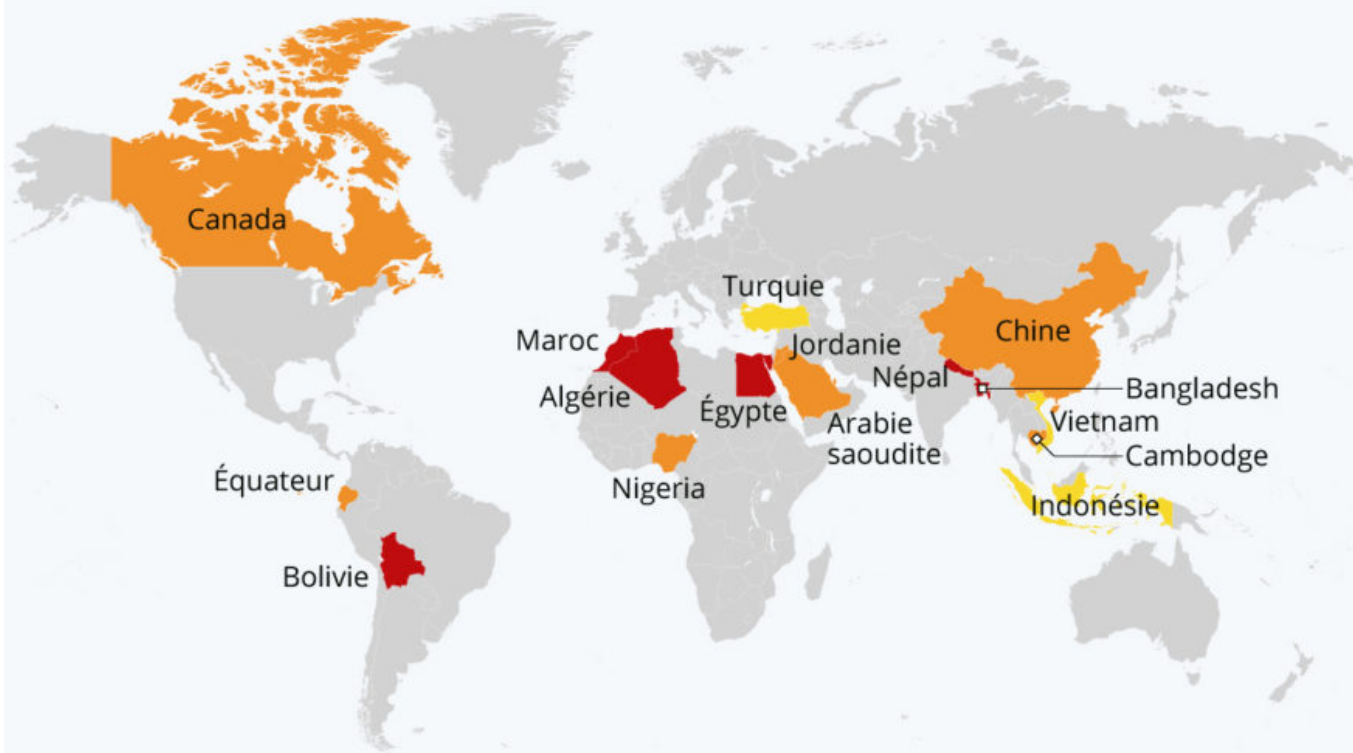 Canada
Turquie
Maroc
Jordanie
Chine
Népal
Algérie
Égypte
Bangladesh
Arabie
saoudite
Vietnam
Cambodge
Équateur
Nigeria
Indonésie
Bolivie